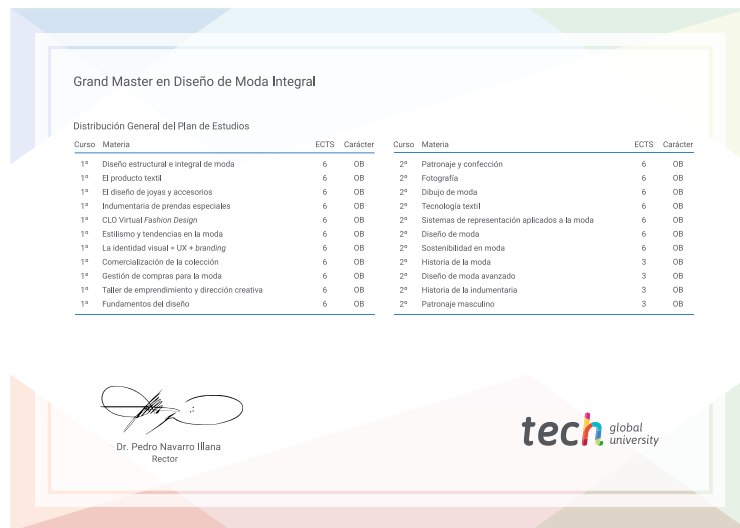 Grand Master en Diseño de Moda Integral
Distribución General del Plan de Estudios
Curso Materia ECTS Carácter
1º Diseño estructural e integral de moda 6 OB
1º El producto textil 6 OB
1º El diseño de joyas y accesorios 6 OB
1º Indumentaria de prendas especiales 6 OB
1º CLO Virtual Fashion Design 6 OB
1º Estilismo y tendencias en la moda 6 OB
1º La identidad visual = UX + branding 6 OB
1º Comercialización de la colección 6 OB
1º Gestión de compras para la moda 6 OB
1º Taller de emprendimiento y dirección creativa 6 OB
1º Fundamentos del diseño 6 OB
Curso Materia ECTS Carácter
2º Patronaje y confección 6 OB
2º Fotografía 6 OB
2º Dibujo de moda 6 OB
2º Tecnología textil 6 OB
2º Sistemas de representación aplicados a la moda 6 OB
2º Diseño de moda 6 OB
2º Sostenibilidad en moda 6 OB
2º Historia de la moda 3 OB
2º Diseño de moda avanzado 3 OB
2º Historia de la indumentaria 3 OB
2º Patronaje masculino 3 OB
Dr. Pedro Navarro Illana
Rector
tech global
university